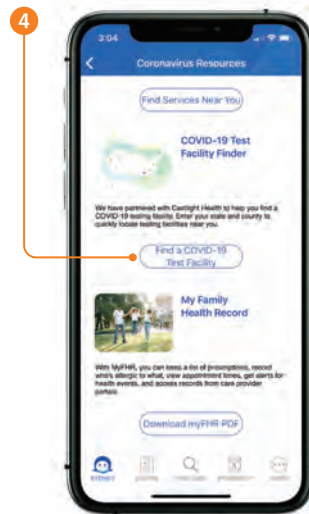 4
3:04
Coronavirus Resources
Find Services Near You
COVID-19 Test
Facility Finder
We have partnered with Castlight Health to help you find a
COVID-19 testing facility. Enter your state and county to
quickly locate testing facilities near you.
Find a COVID-19
Test Facility
My Family
Health Record
With MyFHR, you can keep a list of prescriptions, record
who's allergic to what, view appointment times, get alerts for
health events, and access records from care provider
portals.
Download myFHR PDF
SYDNEY